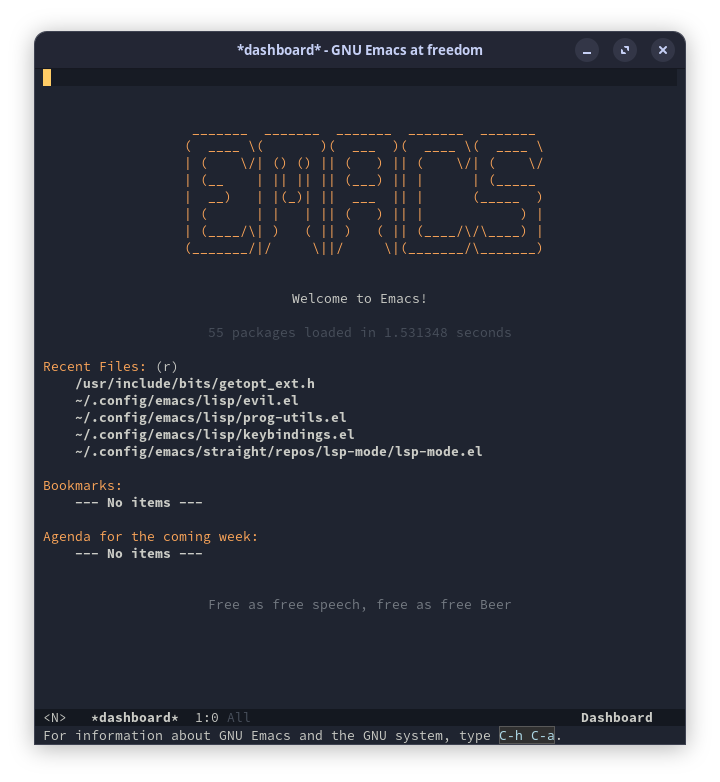 *dashboard* - GNU Emacs at freedom
EMACS
Welcome to Emacs!
55 packages loaded in 1.531348 seconds
Recent Files: (r)
/usr/include/bits/getopt_ext.h
~/.config/emacs/lisp/evil.el
~/.config/emacs/lisp/prog-utils.el
~/.config/emacs/lisp/keybindings.el
~/.config/emacs/straight/repos/lsp-mode/lsp-mode.el
Bookmarks:
--- No items ---
Agenda for the coming week:
--- No items ---
Free as free speech, free as free Beer
<N> *dashboard* 1:0 All Dashboard
For information about GNU Emacs and the GNU system, type C-h C-a.